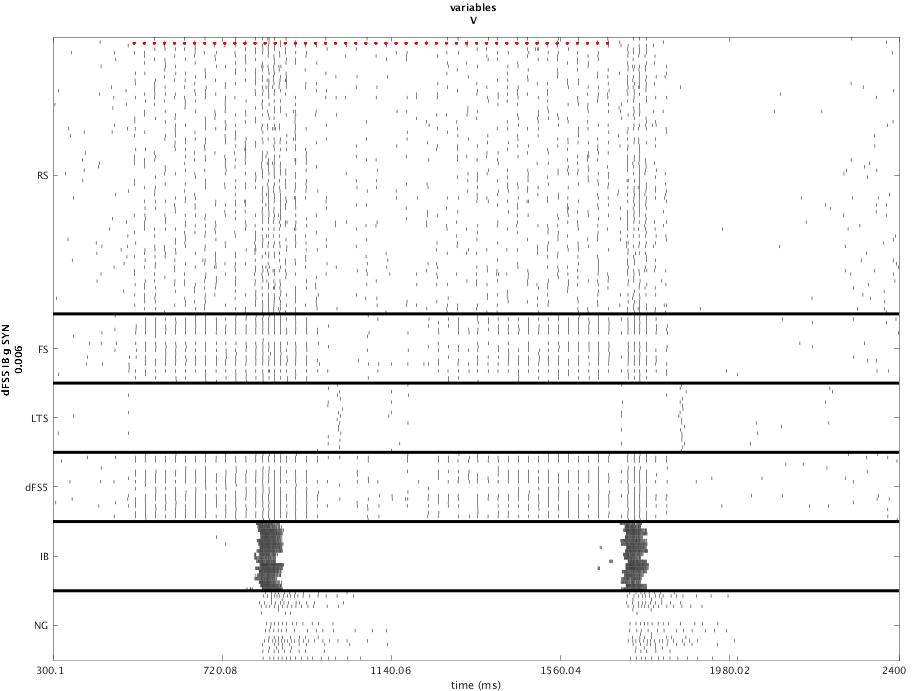 variables
V
RS
FS
LTS
dFS5
IB
NG
dFS5 IB g SYN
0.006
300.1
720.08
1140.06
1560.04
1980.02
2400
time (ms)